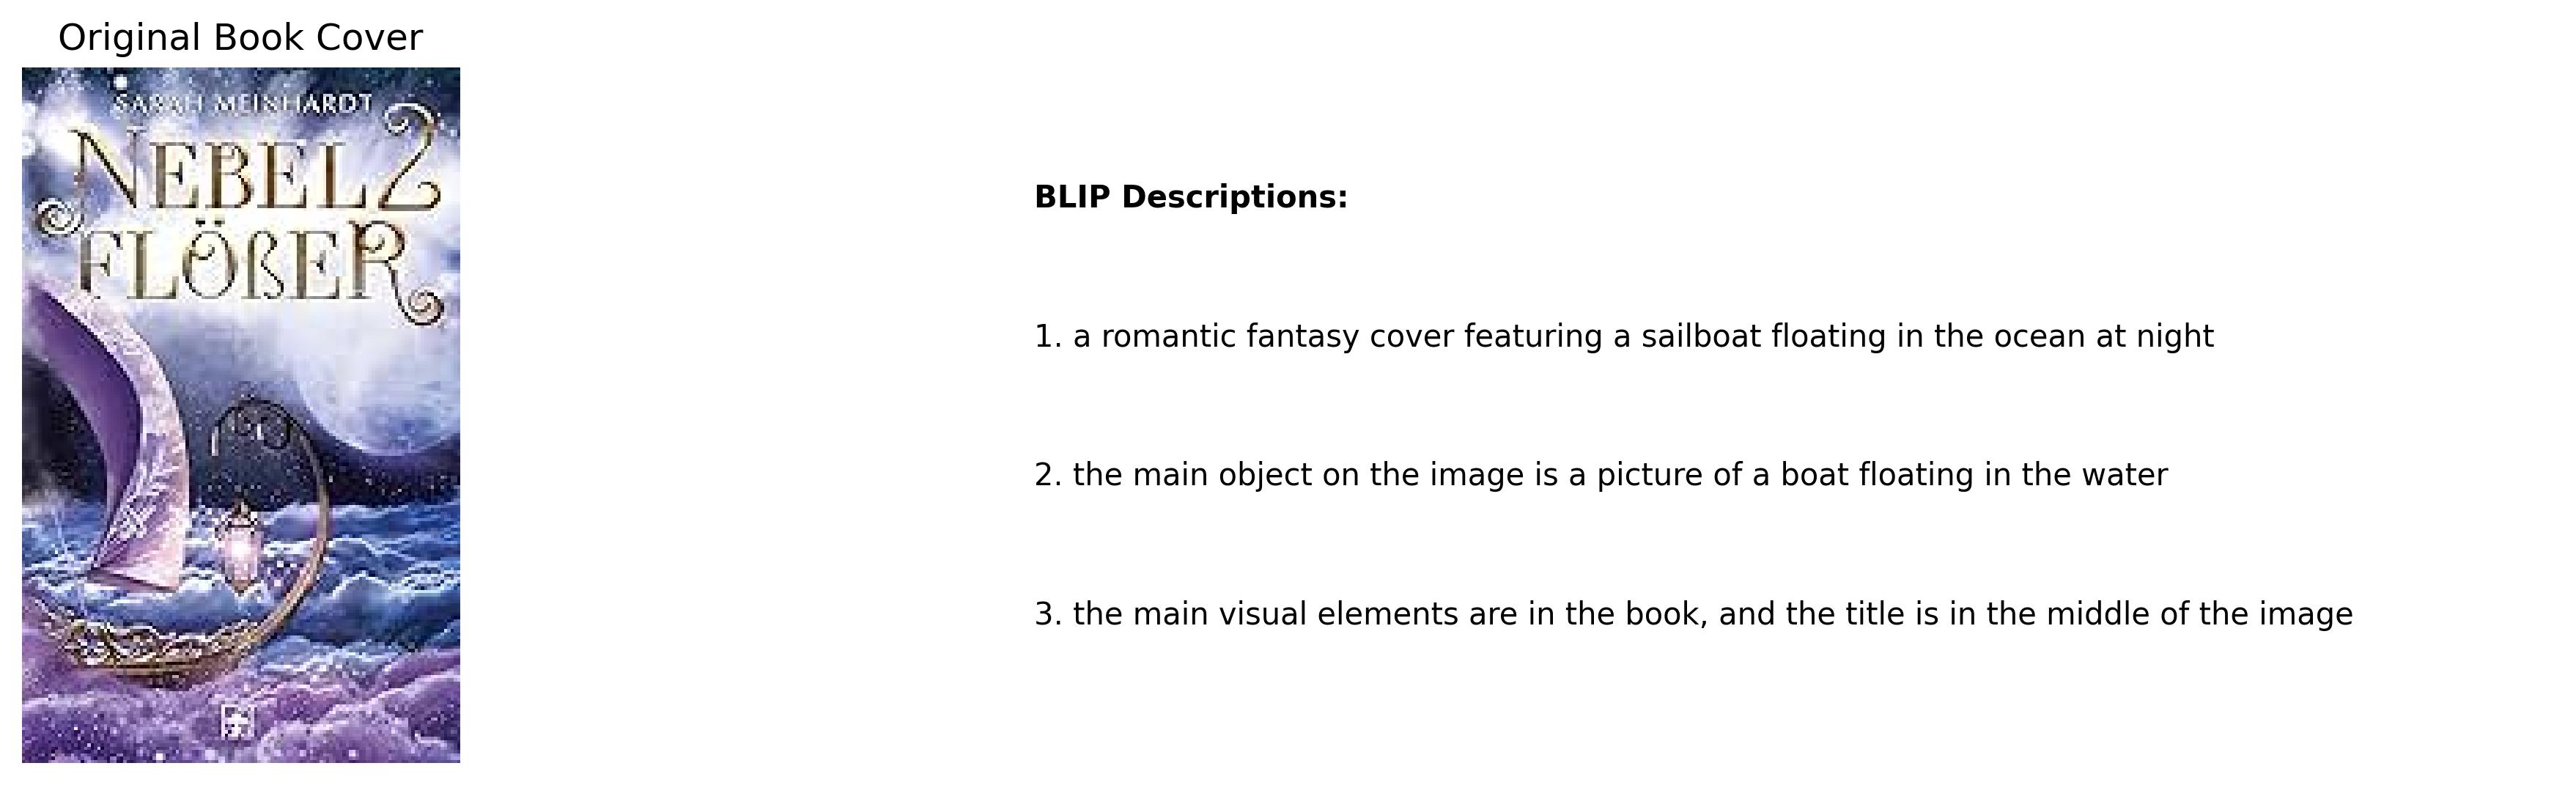 Original Book Cover
SARAH MEINHARDT
NEBEL
FLÖßER
BLIP Descriptions:
1. a romantic fantasy cover featuring a sailboat floating in the ocean at night
2. the main object on the image is a picture of a boat floating in the water
3. the main visual elements are in the book, and the title is in the middle of the image